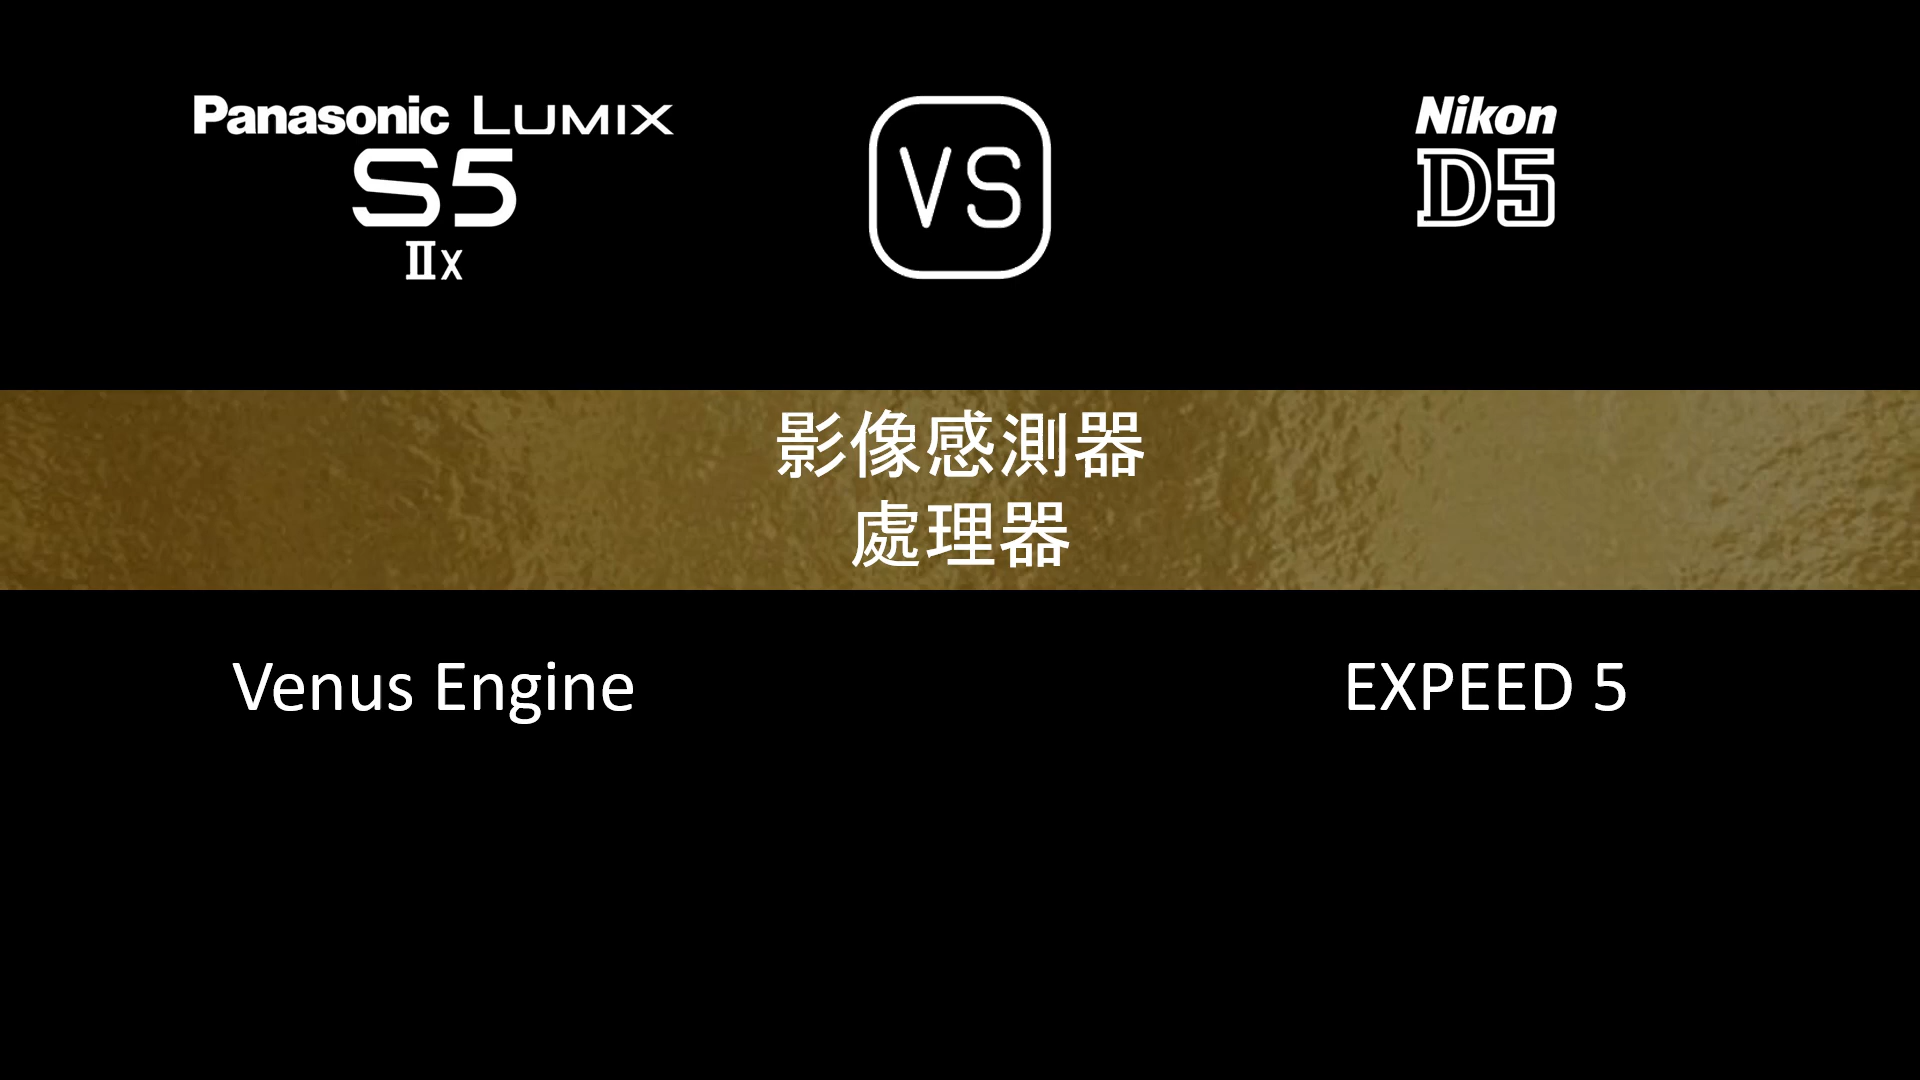 Panasonic LUMIX
S5
IIX
VS
Nikon
D5
影像感測器
處理器
Venus Engine
EXPEED 5